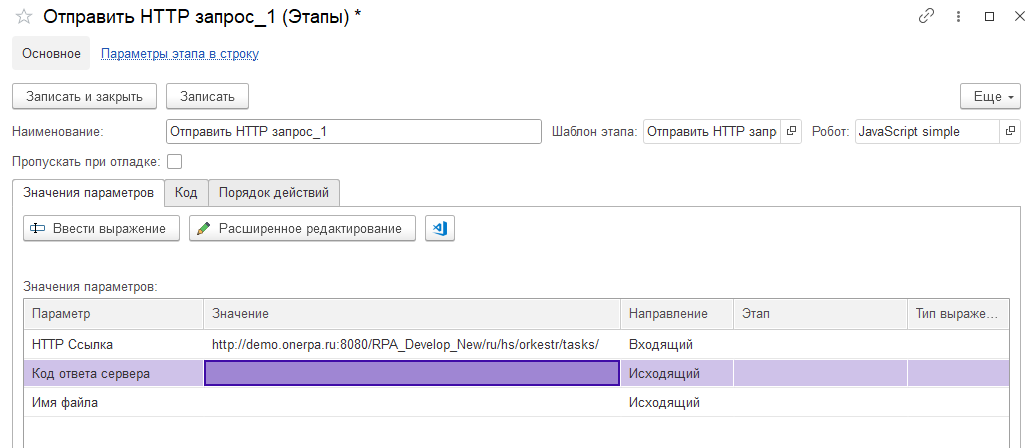 Отправить HTTP запрос_1 (Этапы) *
Основное Параметры этапа в строку
Записать и закрыть Записать Еще
Наименование: Отправить HTTP запрос_1 Шаблон этапа: Отправить HTTP запр Робот: JavaScript simple
Пропускать при отладке:
Значения параметров Код Порядок действий
Ввести выражение Расширенное редактирование
Значения параметров:
Параметр Значение Направление Этап Тип выраже...
HTTP Ссылка http://demo.onerpa.ru:8080/RPA_Develop_New/ru/hs/orkestr/tasks/ Входящий
Код ответа сервера Исходящий
Имя файла Исходящий